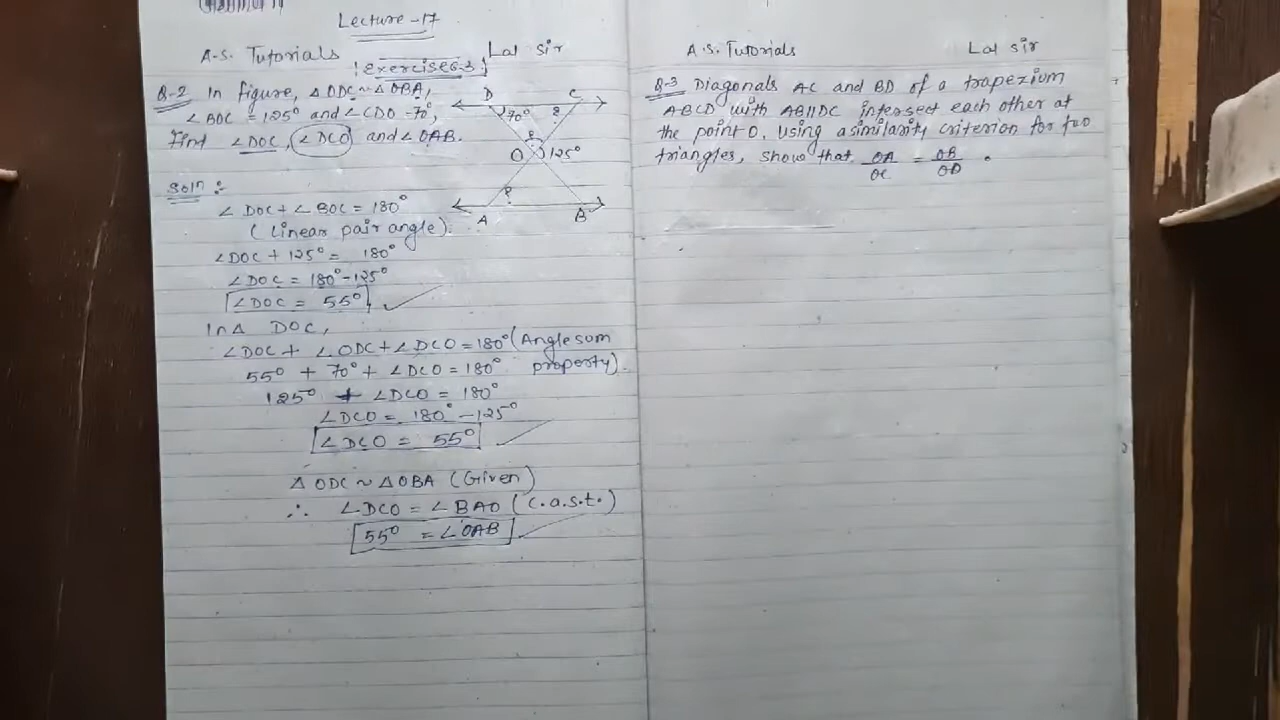 Lecture-17
A.S. Tutorials Lal sir
Exercise 6.3
Q-2 In figure, △ODC ~ △OBA,
∠BOC = 125° and ∠CDO = 70°,
Find ∠DOC, ∠DCO and ∠OAB.
D C
70° ?
?
O 125°
?
A B
Solⁿ:
∠DOC + ∠BOC = 180°
(Linear pair angle).
∠DOC + 125° = 180°
∠DOC = 180° - 125°
∠DOC = 55°
In △ DOC,
∠DOC + ∠ODC + ∠DCO = 180° (Angle sum
property).
55° + 70° + ∠DCO = 180°
125° + ∠DCO = 180°
∠DCO = 180° - 125°
∠DCO = 55°
△ODC ~ △OBA (Given)
∴ ∠DCO = ∠BAO (C.a.s.t.)
55° = ∠OAB
A.S. Tutorials Lal sir
Q-3 Diagonals AC and BD of a trapezium
ABCD with AB||DC intersect each other at
the point O. Using a similarity criterion for two
triangles, show that OA/OC = OB/OD .